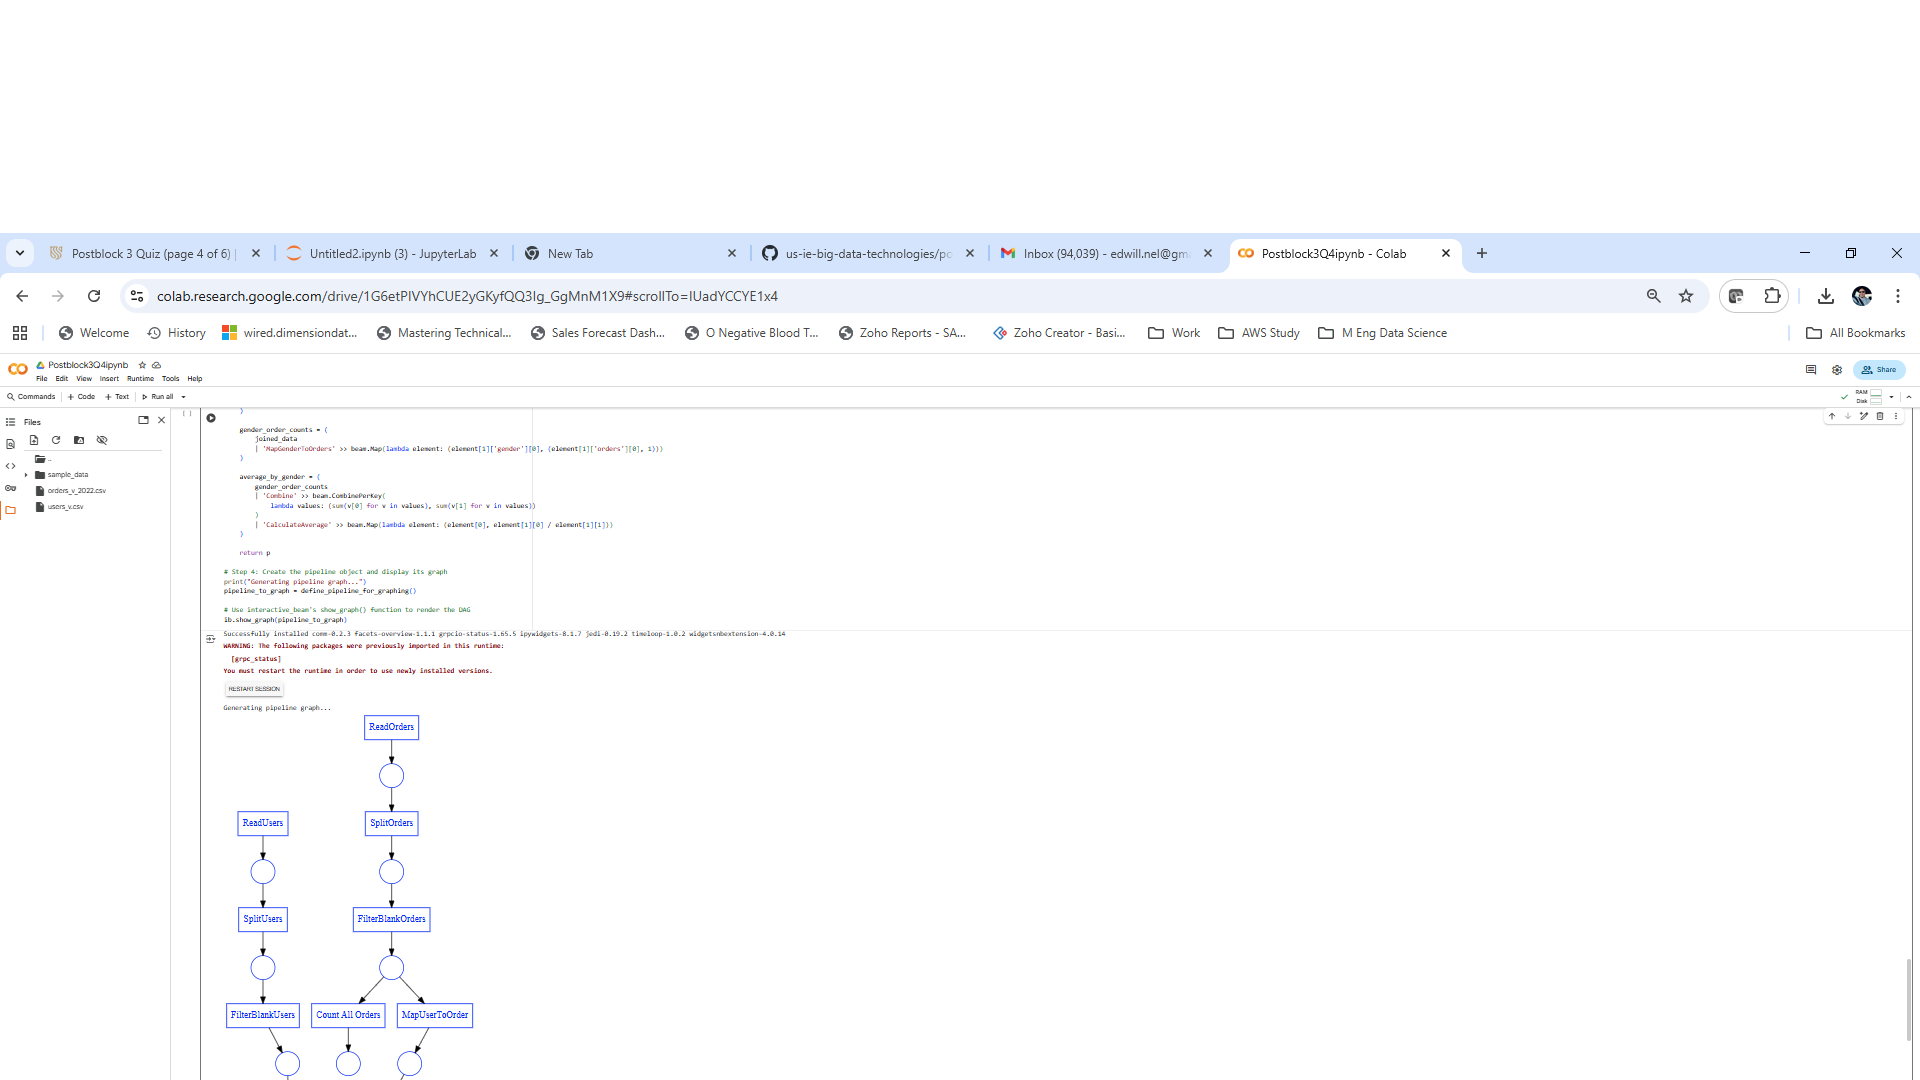 Postblock 3 Quiz (page 4 of 6)
Untitled2.ipynb (3) - JupyterLab
New Tab
us-ie-big-data-technologies/po
Inbox (94,039) - edwill.nel@gm
Postblock3Q4ipynb - Colab
colab.research.google.com/drive/1G6etPIVYhCUE2yGKyfQQ3Ig_GgMnM1X9#scrollTo=IUadYCCYE1x4
Welcome
History
wired.dimensiondat...
Mastering Technical...
Sales Forecast Dash...
O Negative Blood T...
Zoho Reports - SA...
Zoho Creator - Basi...
Work
AWS Study
M Eng Data Science
All Bookmarks
Postblock3Q4ipynb
File Edit View Insert Runtime Tools Help
Share
Commands + Code + Text Run all
RAM
Disk
Files
..
sample_data
orders_v_2022.csv
users_v.csv
[ ]
)
gender_order_counts = (
joined_data
| 'MapGenderToOrders' >> beam.Map(lambda element: (element[1]['gender'][0], (element[1]['orders'][0], 1)))
)
average_by_gender = (
gender_order_counts
| 'Combine' >> beam.CombinePerKey(
lambda values: (sum(v[0] for v in values), sum(v[1] for v in values))
)
| 'CalculateAverage' >> beam.Map(lambda element: (element[0], element[1][0] / element[1][1]))
)
return p
# Step 4: Create the pipeline object and display its graph
print("Generating pipeline graph...")
pipeline_to_graph = define_pipeline_for_graphing()
# Use interactive_beam's show_graph() function to render the DAG
ib.show_graph(pipeline_to_graph)
Successfully installed comm-0.2.3 facets-overview-1.1.1 grpcio-status-1.65.5 ipywidgets-8.1.7 jedi-0.19.2 timeloop-1.0.2 widgetsnbextension-4.0.14
WARNING: The following packages were previously imported in this runtime:
[grpc_status]
You must restart the runtime in order to use newly installed versions.
RESTART SESSION
Generating pipeline graph...
ReadOrders
ReadUsers
SplitOrders
SplitUsers
FilterBlankOrders
FilterBlankUsers
Count All Orders
MapUserToOrder